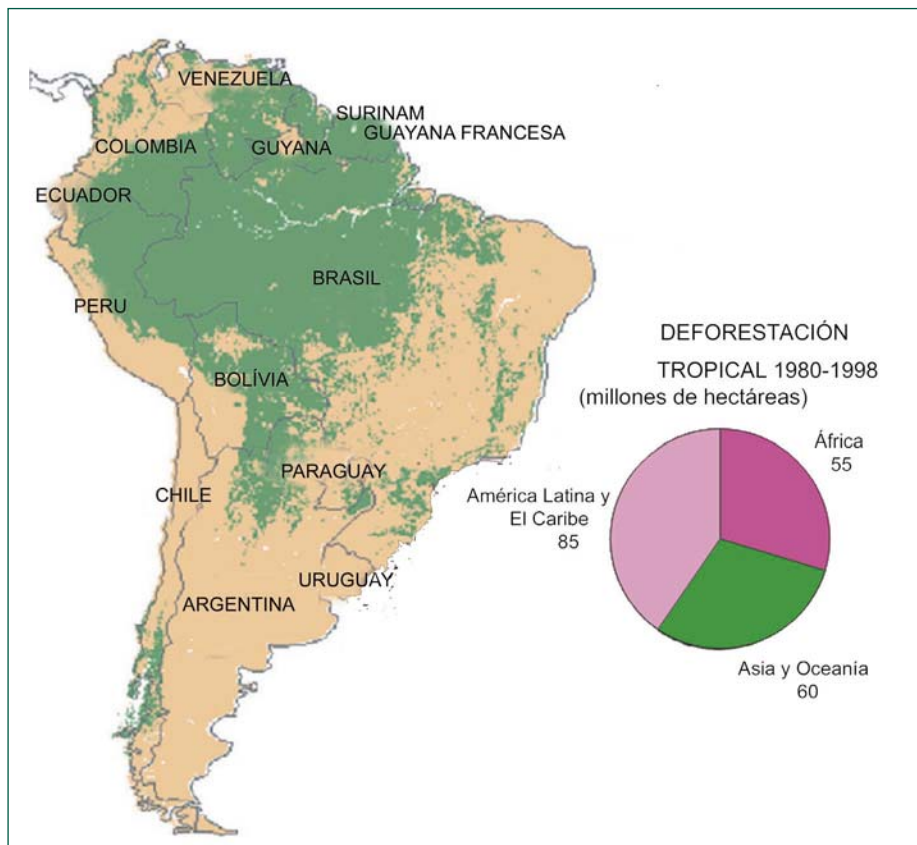 VENEZUELA
SURINAM
GUAYANA FRANCESA
COLOMBIA
GUYANA
ECUADOR
BRASIL
PERU
BOLÍVIA
PARAGUAY
CHILE
URUGUAY
ARGENTINA
DEFORESTACIÓN
TROPICAL 1980-1998
(millones de hectáreas)
África
55
América Latina y
El Caribe
85
Asia y Oceanía
60